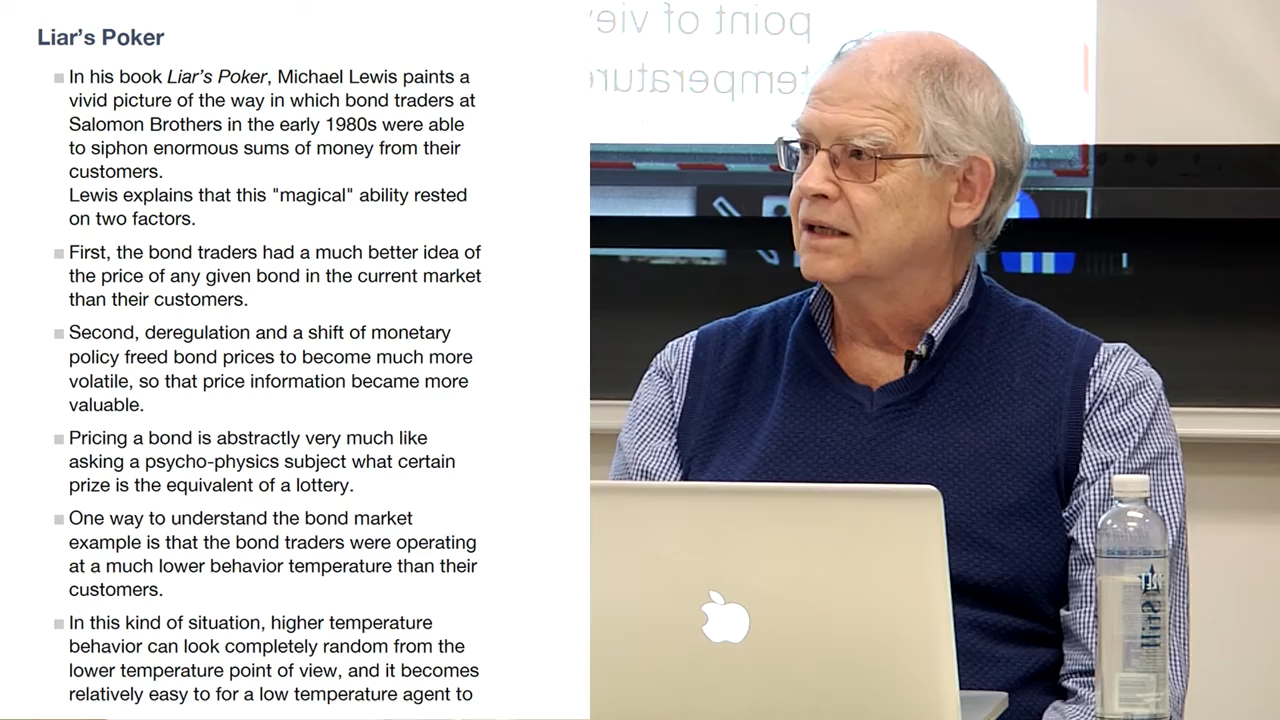 Liar's Poker
In his book Liar's Poker, Michael Lewis paints a
vivid picture of the way in which bond traders at
Salomon Brothers in the early 1980s were able
to siphon enormous sums of money from their
customers.
Lewis explains that this "magical" ability rested
on two factors.
First, the bond traders had a much better idea of
the price of any given bond in the current market
than their customers.
Second, deregulation and a shift of monetary
policy freed bond prices to become much more
volatile, so that price information became more
valuable.
Pricing a bond is abstractly very much like
asking a psycho-physics subject what certain
prize is the equivalent of a lottery.
One way to understand the bond market
example is that the bond traders were operating
at a much lower behavior temperature than their
customers.
In this kind of situation, higher temperature
behavior can look completely random from the
lower temperature point of view, and it becomes
relatively easy to for a low temperature agent to
point of view
temperature